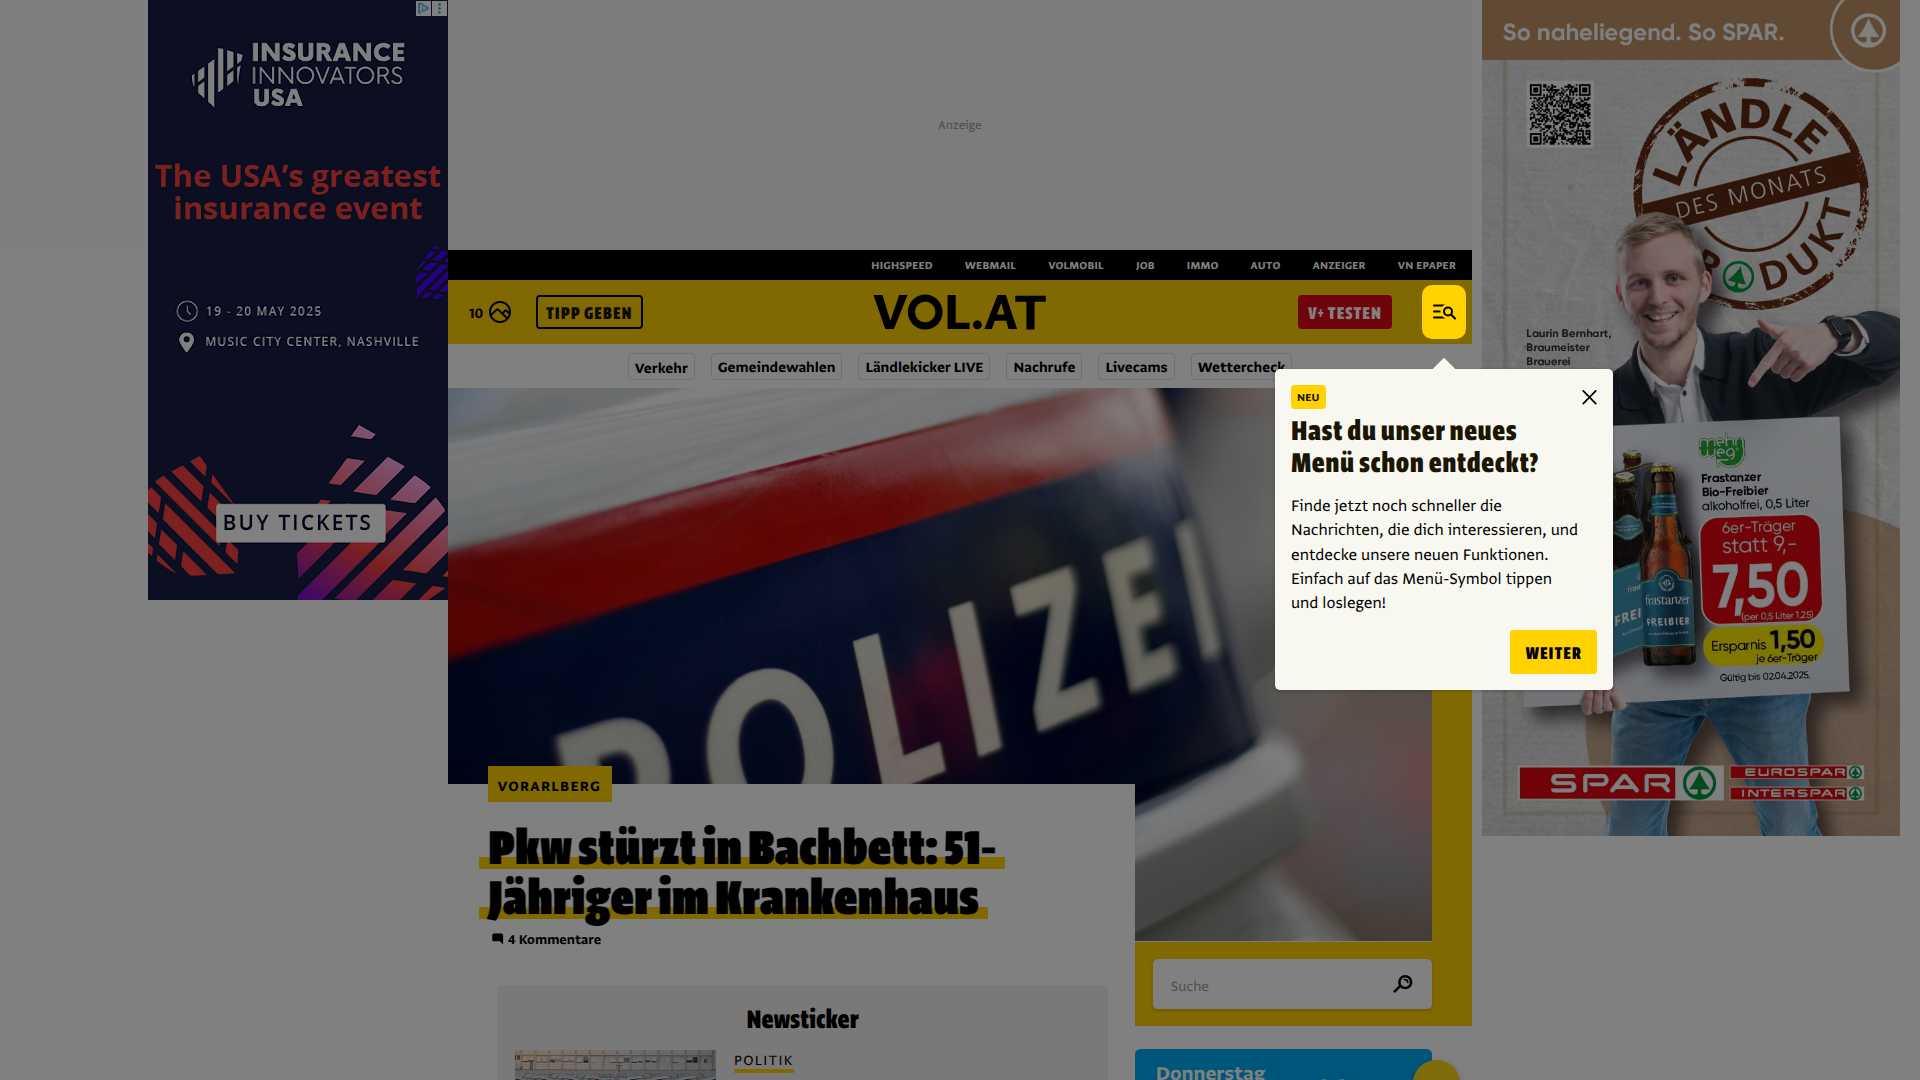 INSURANCE
INNOVATORS
USA
The USA's greatest
insurance event
19 - 20 MAY 2025
MUSIC CITY CENTER, NASHVILLE
BUY TICKETS
Anzeige
HIGHSPEED WEBMAIL VOLMOBIL JOB IMMO AUTO ANZEIGER VN EPAPER
10 TIPP GEBEN VOL.AT V+ TESTEN
Verkehr Gemeindewahlen Ländlekicker LIVE Nachrufe Livecams Wettercheck
NEU
Hast du unser neues
Menü schon entdeckt?
Finde jetzt noch schneller die
Nachrichten, die dich interessieren, und
entdecke unsere neuen Funktionen.
Einfach auf das Menü-Symbol tippen
und loslegen!
WEITER
POLIZEI
VORARLBERG
Pkw stürzt in Bachbett: 51-
Jähriger im Krankenhaus
4 Kommentare
Newsticker
POLITIK
Suche
Donnerstag
So naheliegend. So SPAR.
LÄNDLE
DES MONATS
PRODUKT
Laurin Bernhart,
Braumeister
Brauerei
mehrweg
Frastanzer
Bio-Freibier
alkoholfrei, 0,5 Liter
6er-Träger
statt 9,-
7,50
(per 0,5 Liter 1,25)
Ersparnis 1,50
je 6er-Träger
Gültig bis 02.04.2025.
frastanzer
FREIBIER
FREI
SPAR
EUROSPAR
INTERSPAR